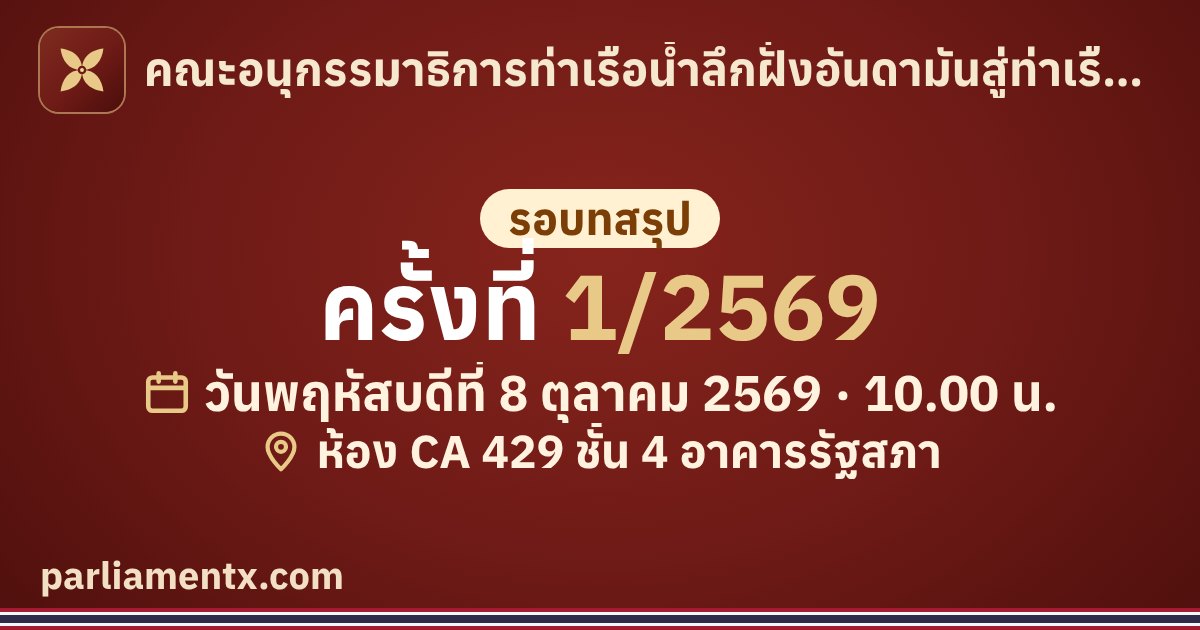 คณะอนุกรรมาธิการท่าเรือน้ำลึกฝั่งอันดามันสู่ท่าเรื...
รอบทสรุป
ครั้งที่ 1/2569
วันพฤหัสบดีที่ 8 ตุลาคม 2569 · 10.00 น.
ห้อง CA 429 ชั้น 4 อาคารรัฐสภา
parliamentx.com